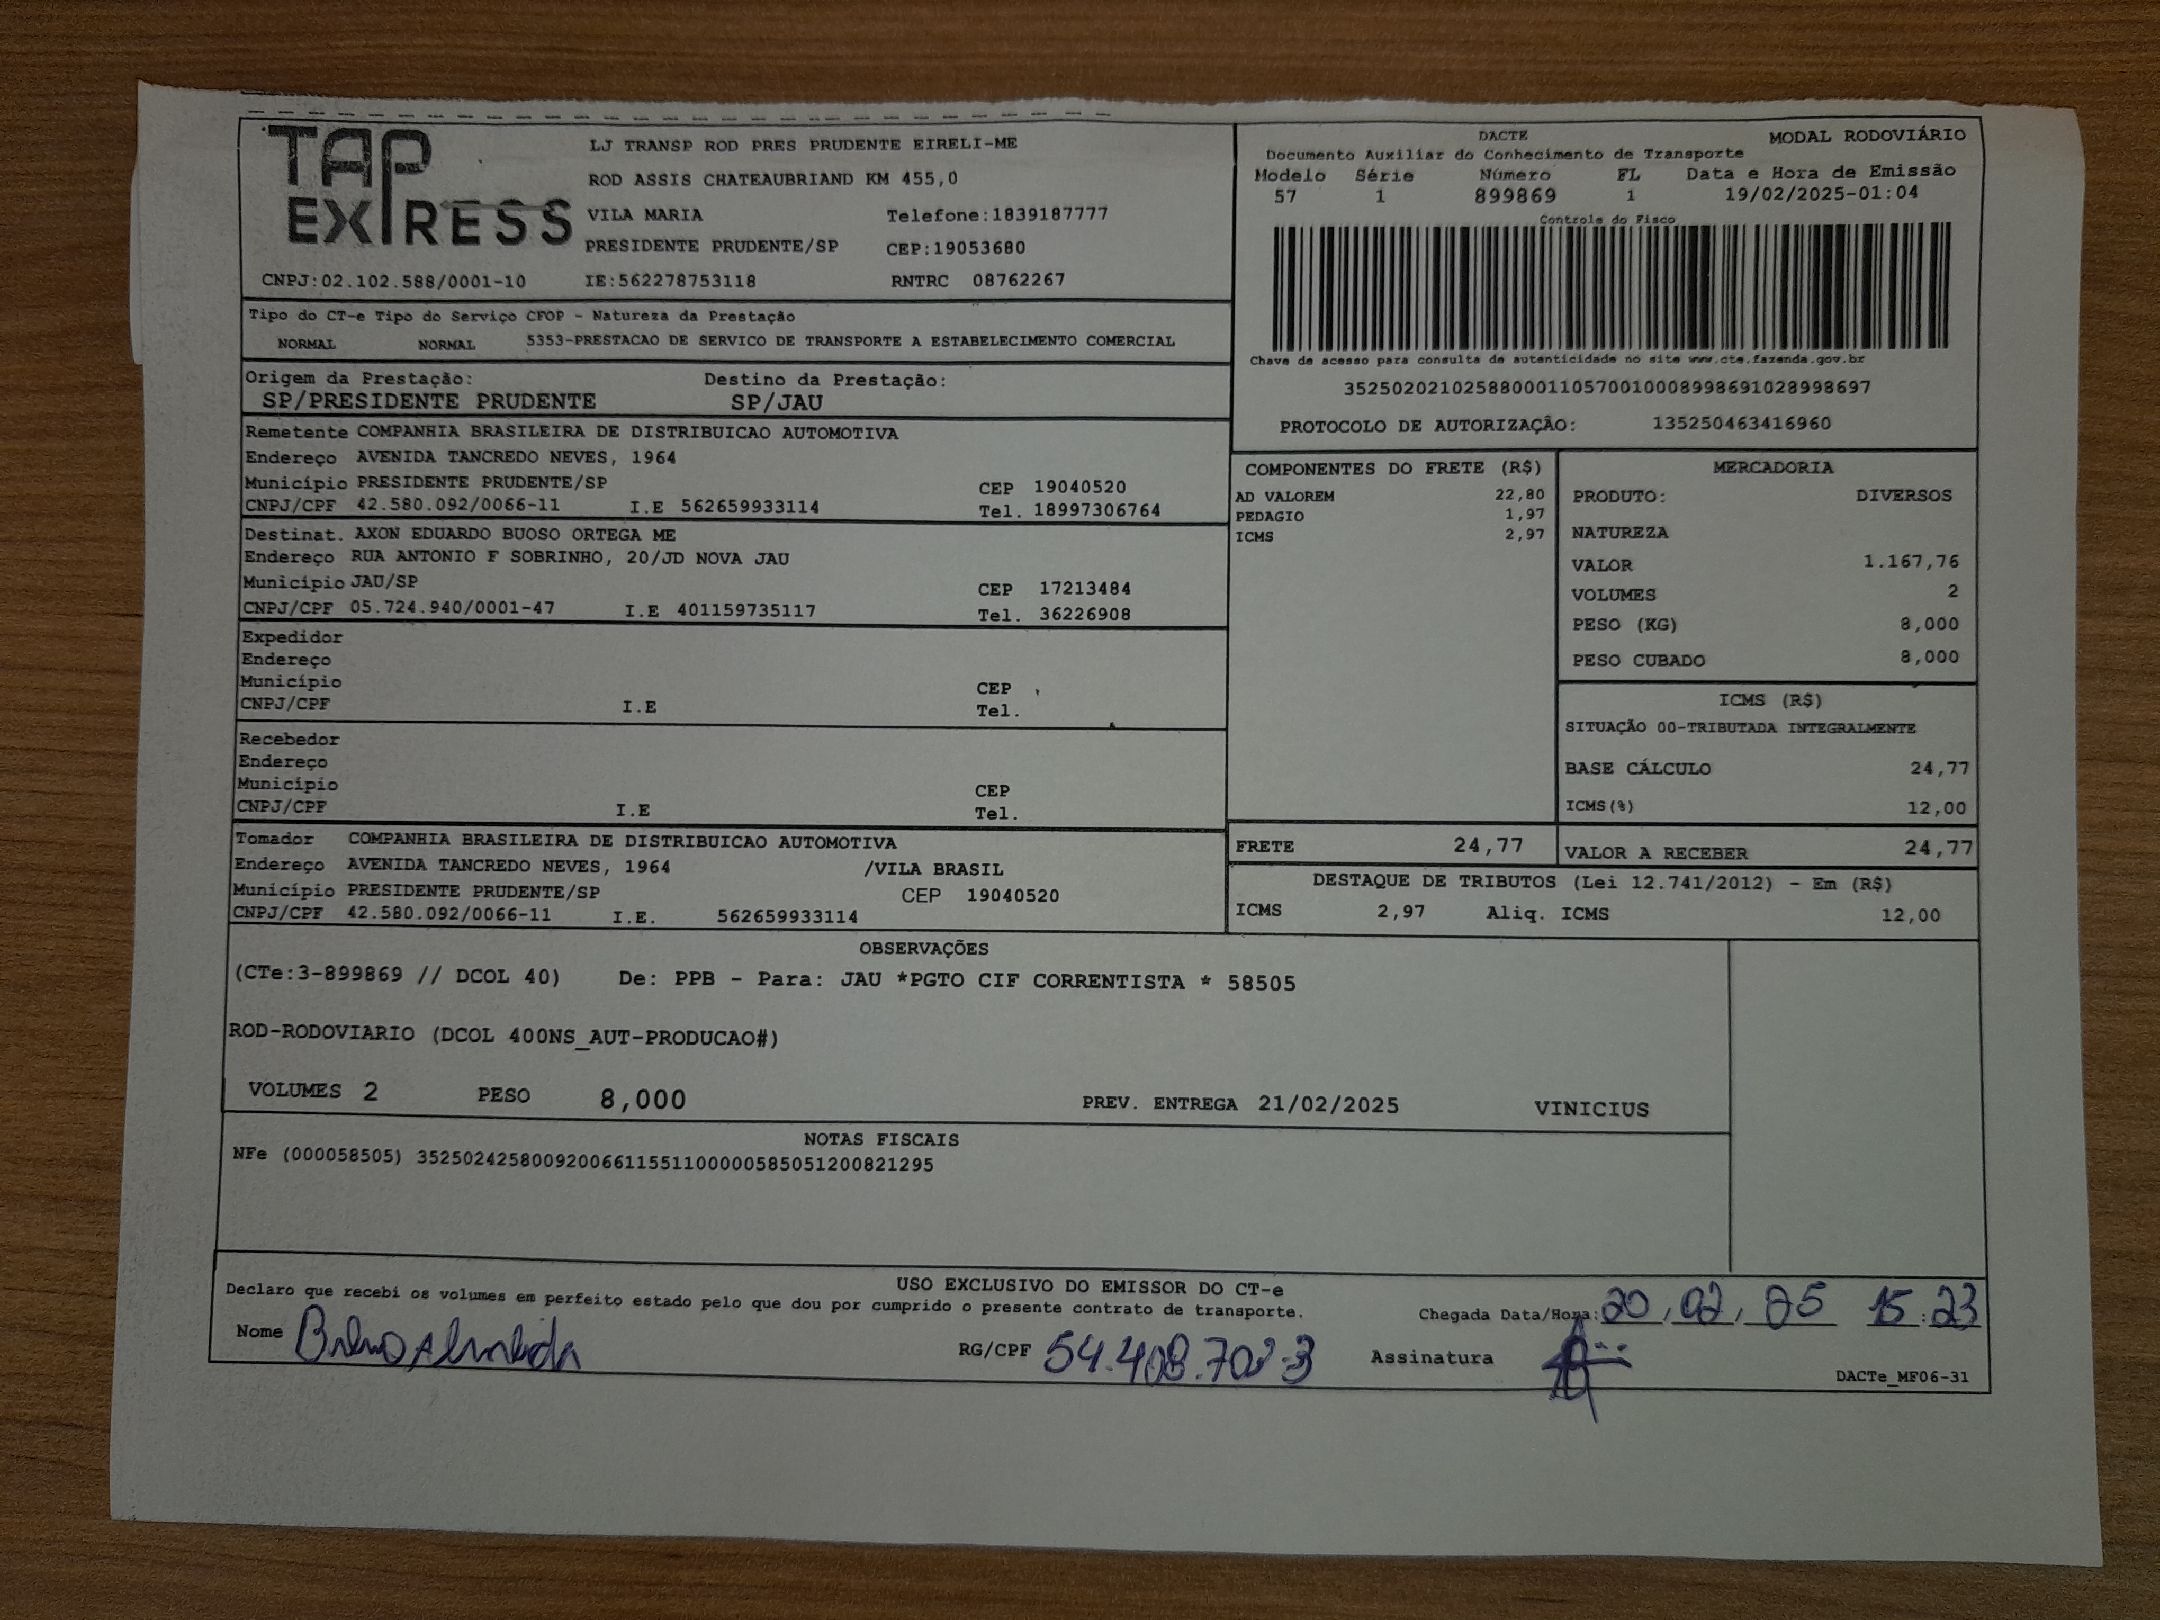 TAP EXPRESS
LJ TRANSP ROD PRES PRUDENTE EIRELI-ME
ROD ASSIS CHATEAUBRIAND KM 455,0
VILA MARIA Telefone:1839187777
PRESIDENTE PRUDENTE/SP CEP:19053680
CNPJ:02.102.588/0001-10 IE:562278753118 RNTRC 08762267
DACTE MODAL RODOVIÁRIO
Documento Auxiliar do Conhecimento de Transporte
Modelo Série Número FL Data e Hora de Emissão
57 1 899869 1 19/02/2025-01:04
Controle do Fisco
Chave de acesso para consulta de autenticidade no site www.cte.fazenda.gov.br
35250202102588000110570010008998691028998697
PROTOCOLO DE AUTORIZAÇÃO: 135250463416960
Tipo do CT-e Tipo do Serviço CFOP - Natureza da Prestação
NORMAL NORMAL 5353-PRESTACAO DE SERVICO DE TRANSPORTE A ESTABELECIMENTO COMERCIAL
Origem da Prestação: Destino da Prestação:
SP/PRESIDENTE PRUDENTE SP/JAU
Remetente COMPANHIA BRASILEIRA DE DISTRIBUICAO AUTOMOTIVA
Endereço AVENIDA TANCREDO NEVES, 1964
Município PRESIDENTE PRUDENTE/SP CEP 19040520
CNPJ/CPF 42.580.092/0066-11 I.E 562659933114 Tel. 18997306764
Destinat. AXON EDUARDO BUOSO ORTEGA ME
Endereço RUA ANTONIO F SOBRINHO, 20/JD NOVA JAU
Município JAU/SP CEP 17213484
CNPJ/CPF 05.724.940/0001-47 I.E 401159735117 Tel. 36226908
Expedidor
Endereço
Município CEP
CNPJ/CPF I.E Tel.
Recebedor
Endereço
Município CEP
CNPJ/CPF I.E Tel.
Tomador COMPANHIA BRASILEIRA DE DISTRIBUICAO AUTOMOTIVA
Endereço AVENIDA TANCREDO NEVES, 1964 /VILA BRASIL
Município PRESIDENTE PRUDENTE/SP CEP 19040520
CNPJ/CPF 42.580.092/0066-11 I.E. 562659933114
COMPONENTES DO FRETE (R$)
AD VALOREM 22,80
PEDAGIO 1,97
ICMS 2,97
MERCADORIA
PRODUTO: DIVERSOS
NATUREZA
VALOR 1.167,76
VOLUMES 2
PESO (KG) 8,000
PESO CUBADO 8,000
ICMS (R$)
SITUAÇÃO 00-TRIBUTADA INTEGRALMENTE
BASE CÁLCULO 24,77
ICMS(%) 12,00
FRETE 24,77 VALOR A RECEBER 24,77
DESTAQUE DE TRIBUTOS (Lei 12.741/2012) - Em (R$)
ICMS 2,97 Aliq. ICMS 12,00
OBSERVAÇÕES
(CTe:3-899869 // DCOL 40) De: PPB - Para: JAU *PGTO CIF CORRENTISTA * 58505
ROD-RODOVIARIO (DCOL 400NS_AUT-PRODUCAO#)
VOLUMES 2 PESO 8,000 PREV. ENTREGA 21/02/2025 VINICIUS
NOTAS FISCAIS
NFe (000058505) 35250242580092006611551100000585051200821295
USO EXCLUSIVO DO EMISSOR DO CT-e
Declaro que recebi os volumes em perfeito estado pelo que dou por cumprido o presente contrato de transporte.
Chegada Data/Hora: 20,02,25 15:23
Nome Almeida RG/CPF Assinatura
DACTe_MF06-31